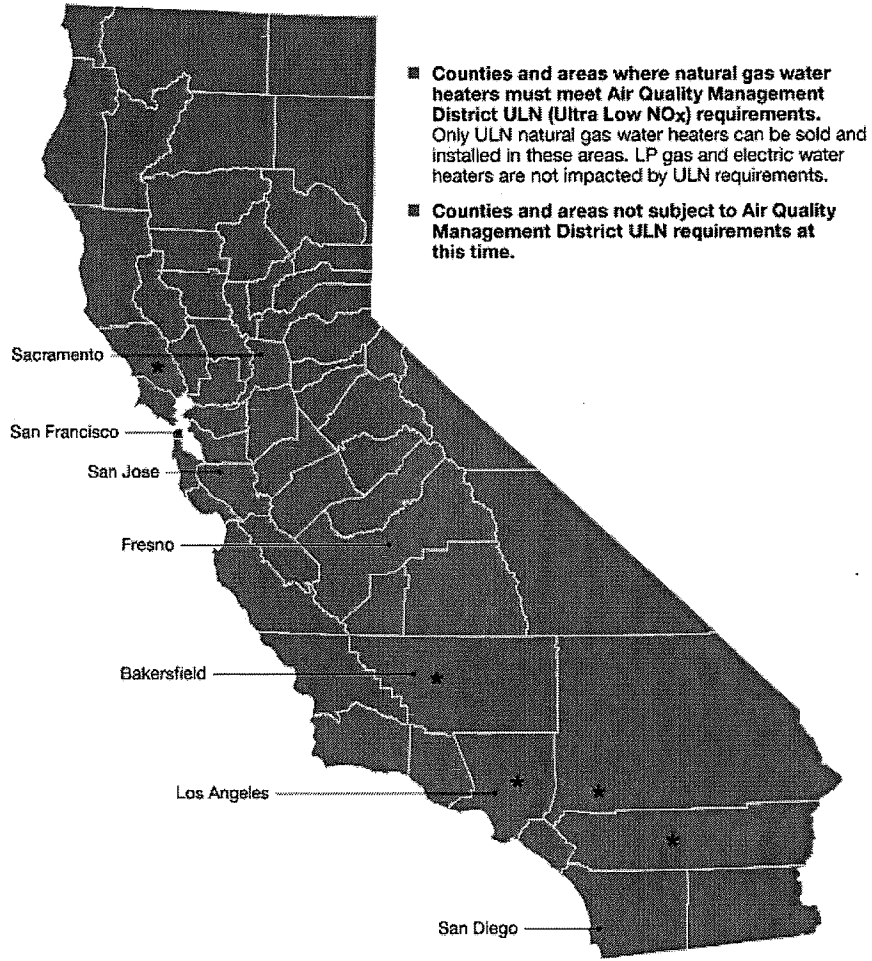 Counties and areas where natural gas water
heaters must meet Air Quality Management
District ULN (Ultra Low NOx) requirements.
Only ULN natural gas water heaters can be sold and
installed in these areas. LP gas and electric water
heaters are not impacted by ULN requirements.
Counties and areas not subject to Air Quality
Management District ULN requirements at
this time.
Sacramento
San Francisco
San Jose
Fresno
Bakersfield
Los Angeles
San Diego